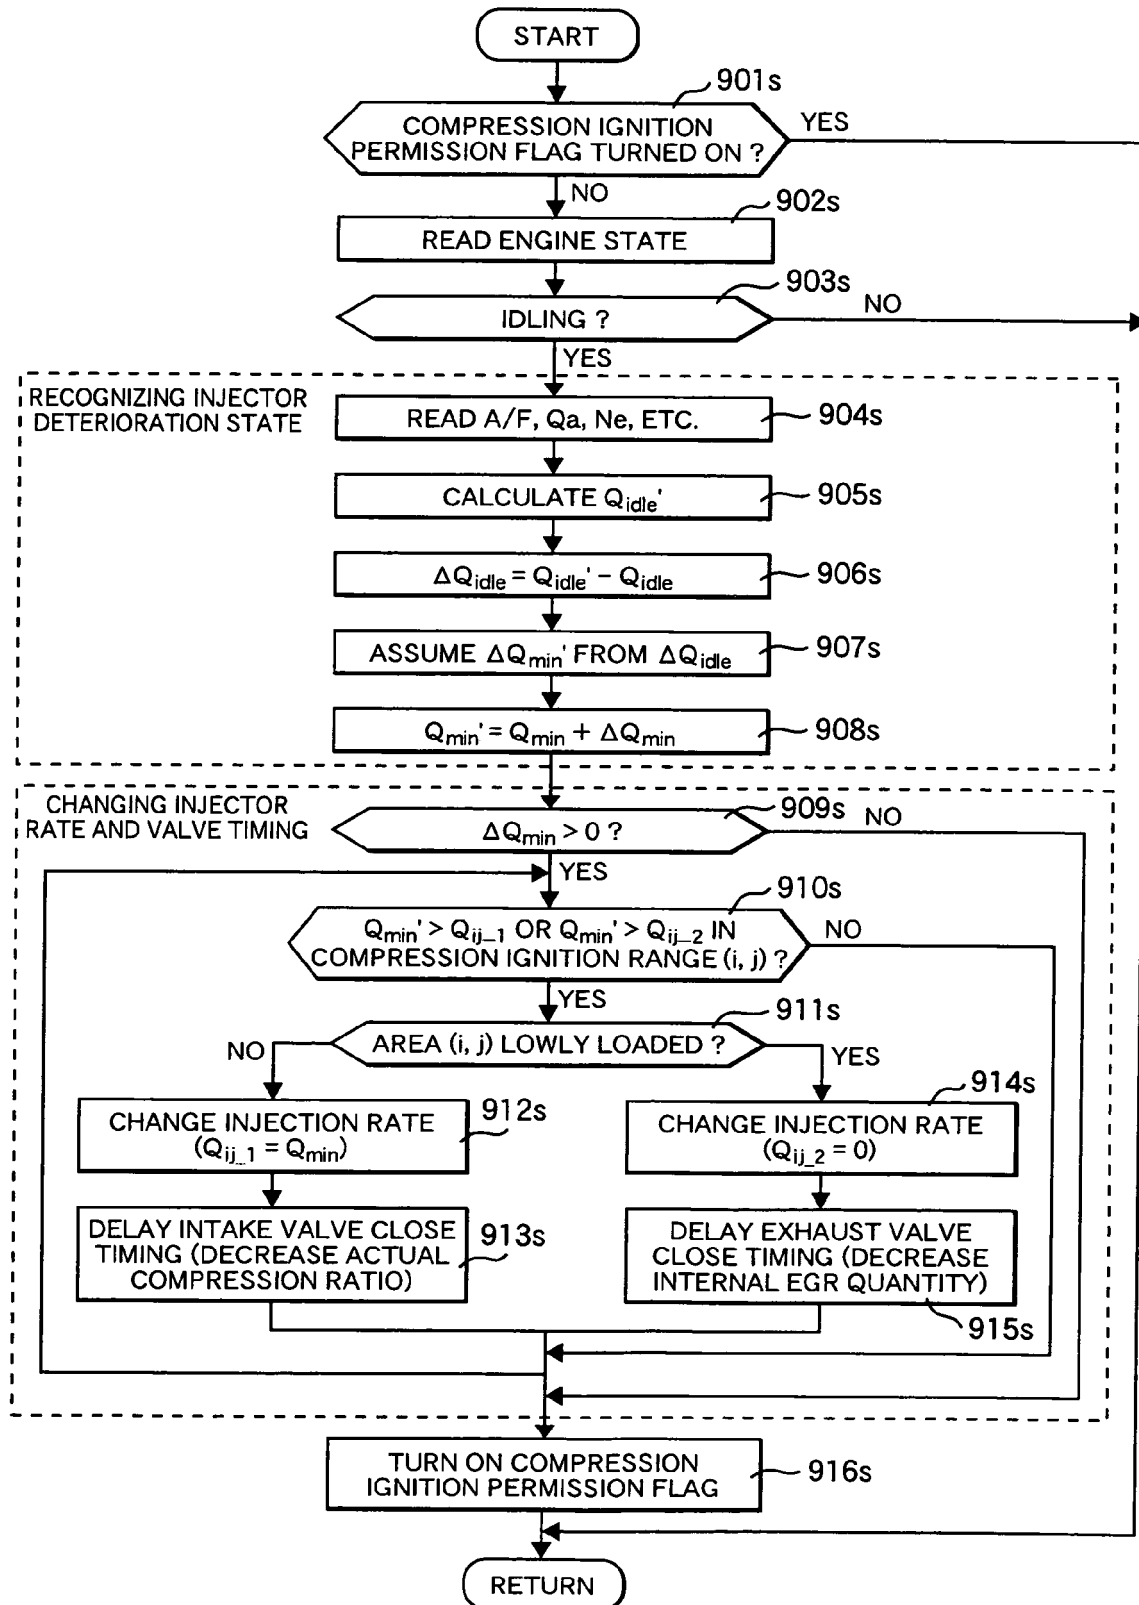 START
901s
COMPRESSION IGNITION
PERMISSION FLAG TURNED ON ?
YES
NO
902s
READ ENGINE STATE
903s
IDLING ?
NO
YES
RECOGNIZING INJECTOR
DETERIORATION STATE
READ A/F, Qa, Ne, ETC.
904s
CALCULATE Qidle'
905s
ΔQidle = Qidle' - Qidle
906s
ASSUME ΔQmin' FROM ΔQidle
907s
Qmin' = Qmin + ΔQmin
908s
CHANGING INJECTOR
RATE AND VALVE TIMING
909s
ΔQmin > 0 ?
NO
YES
910s
Qmin' > Qij_1 OR Qmin' > Qij_2 IN
COMPRESSION IGNITION RANGE (i, j) ?
NO
YES
911s
AREA (i, j) LOWLY LOADED ?
NO
YES
CHANGE INJECTION RATE
(Qij_1 = Qmin)
912s
914s
CHANGE INJECTION RATE
(Qij_2 = 0)
DELAY INTAKE VALVE CLOSE
TIMING (DECREASE ACTUAL
COMPRESSION RATIO)
913s
DELAY EXHAUST VALVE
CLOSE TIMING (DECREASE
INTERNAL EGR QUANTITY)
915s
TURN ON COMPRESSION
IGNITION PERMISSION FLAG
916s
RETURN